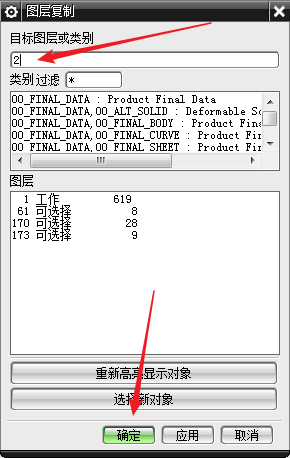 图层复制
目标图层或类别
2
类别过滤 *
00_FINAL_DATA : Product Final Data
00_FINAL_DATA,00_ALT_SOLID : Deformable So
00_FINAL_DATA,00_FINAL_BODY : Product Fina
00_FINAL_DATA,00_FINAL_CURVE : Product Fin
00_FINAL_DATA,00_FINAL_SHEET : Product Fin
图层
1 工作 619
61 可选择 8
170 可选择 28
173 可选择 9
重新高亮显示对象
选择新对象
确定 应用 取消